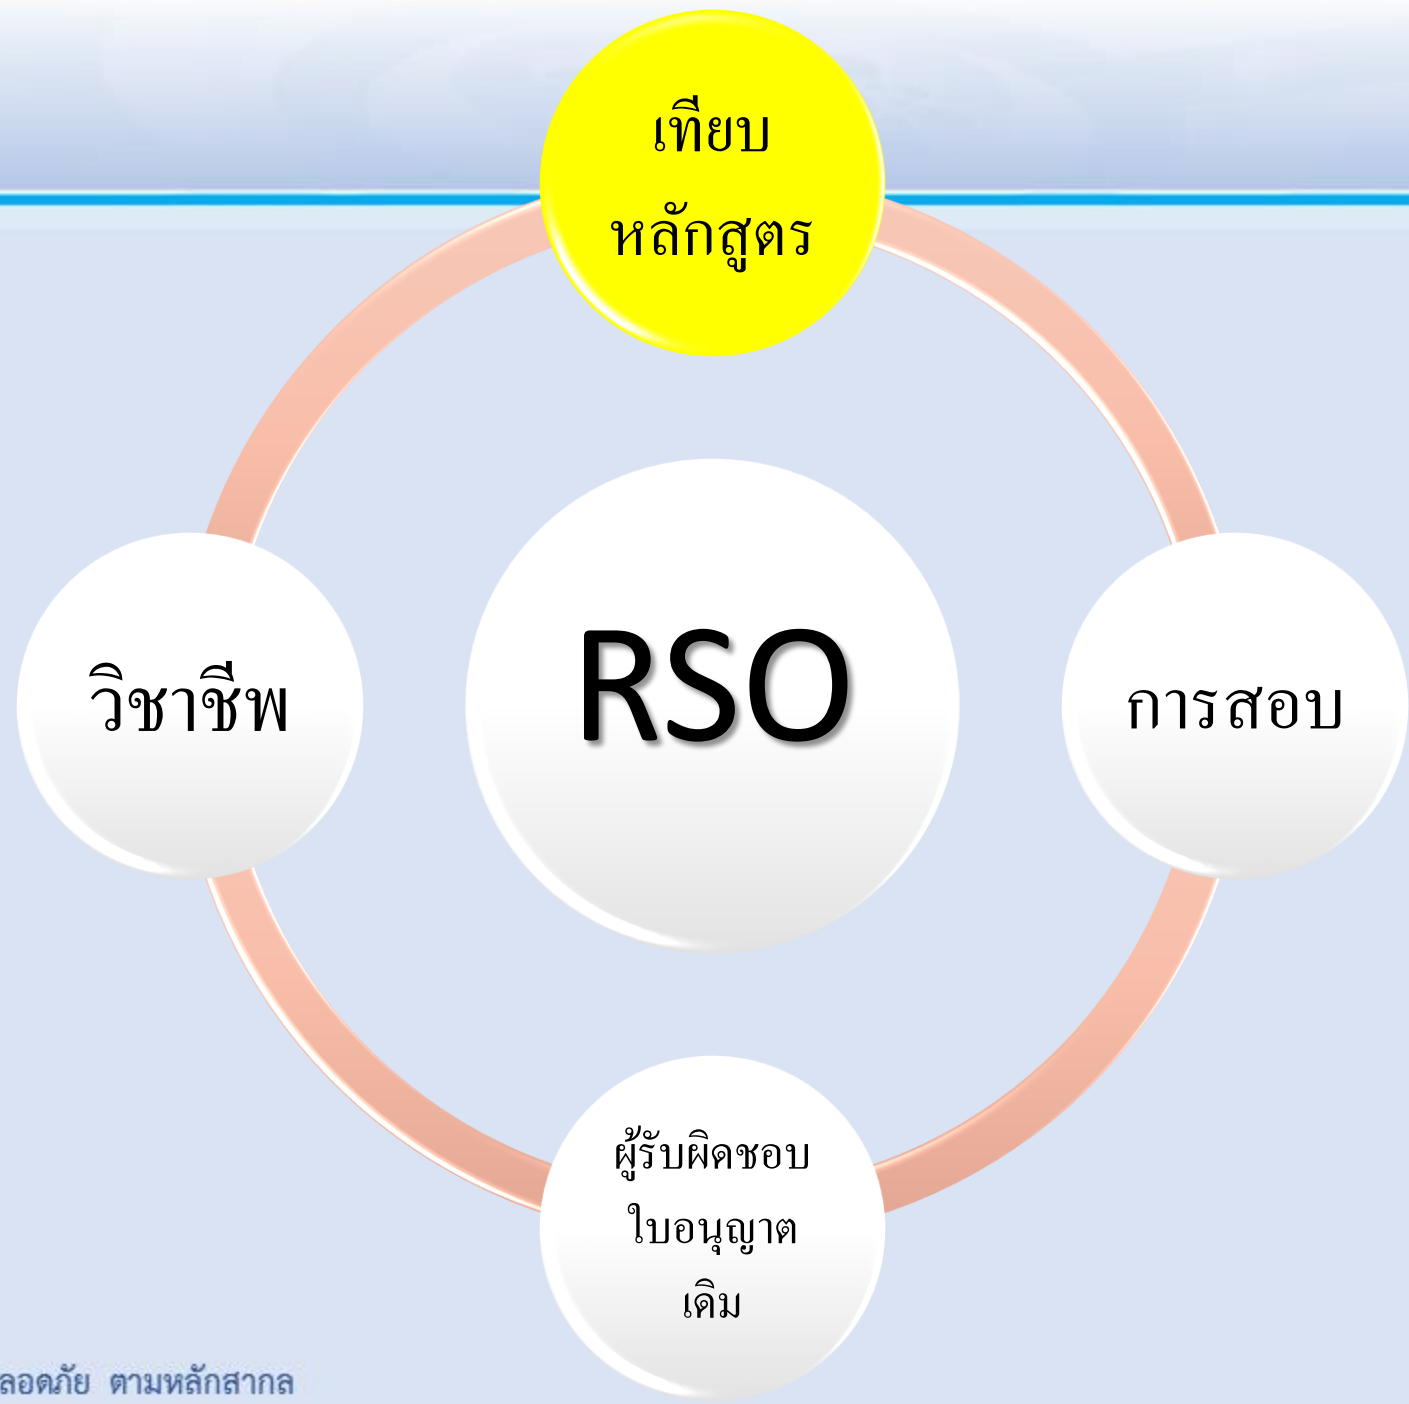 เทียบ
หลักสูตร
วิชาชีพ
RSO
การสอบ
ผู้รับผิดชอบ
ใบอนุญาต
เดิม
ลอดภัย ตามหลักสากล